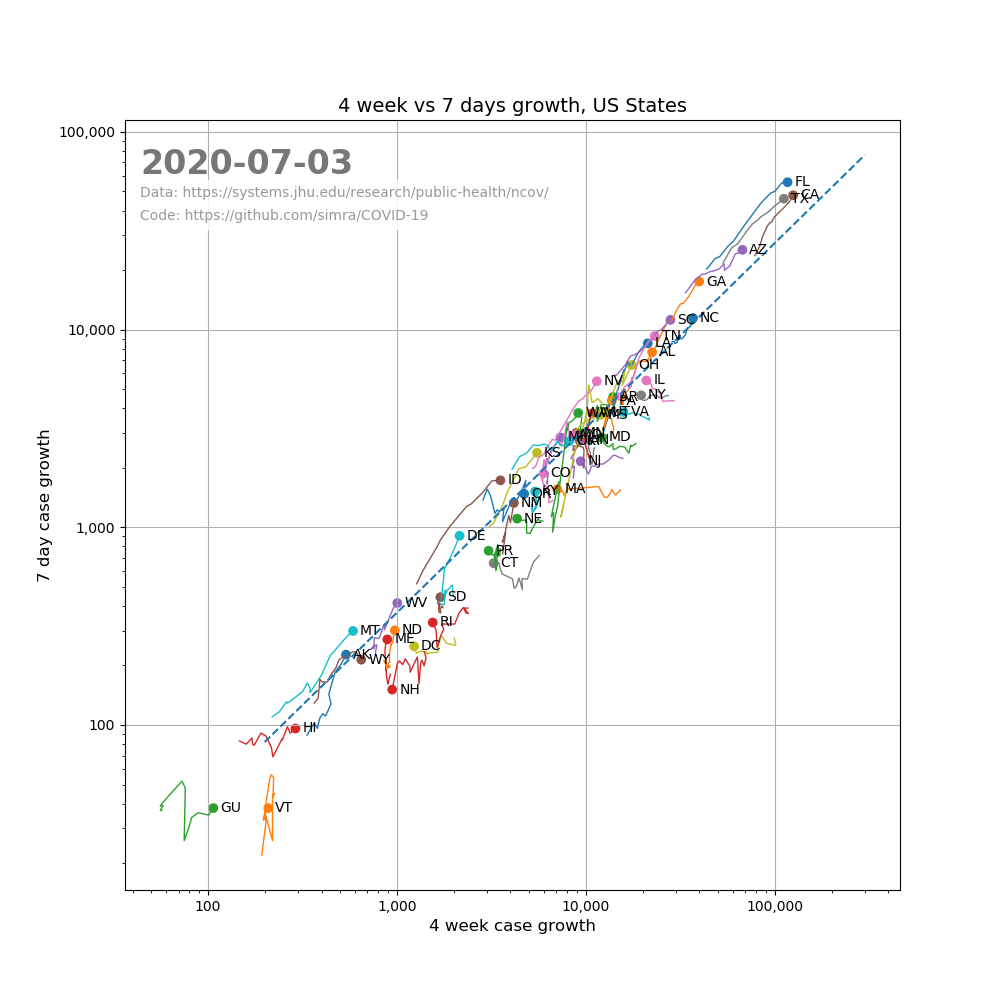 4 week vs 7 days growth, US States
2020-07-03
Data: https://systems.jhu.edu/research/public-health/ncov/
Code: https://github.com/simra/COVID-19
100,000
10,000
1,000
100
7 day case growth
FL
CA
TX
AZ
GA
SC
NC
TN
LA
AL
OH
NV
IL
NY
AR
PA
VA
MS
MD
NJ
KS
CO
ID
KY
MA
NM
NE
DE
PR
CT
SD
WV
RI
MT
ND
ME
DC
AK
WY
NH
HI
GU
VT
100
1,000
10,000
100,000
4 week case growth